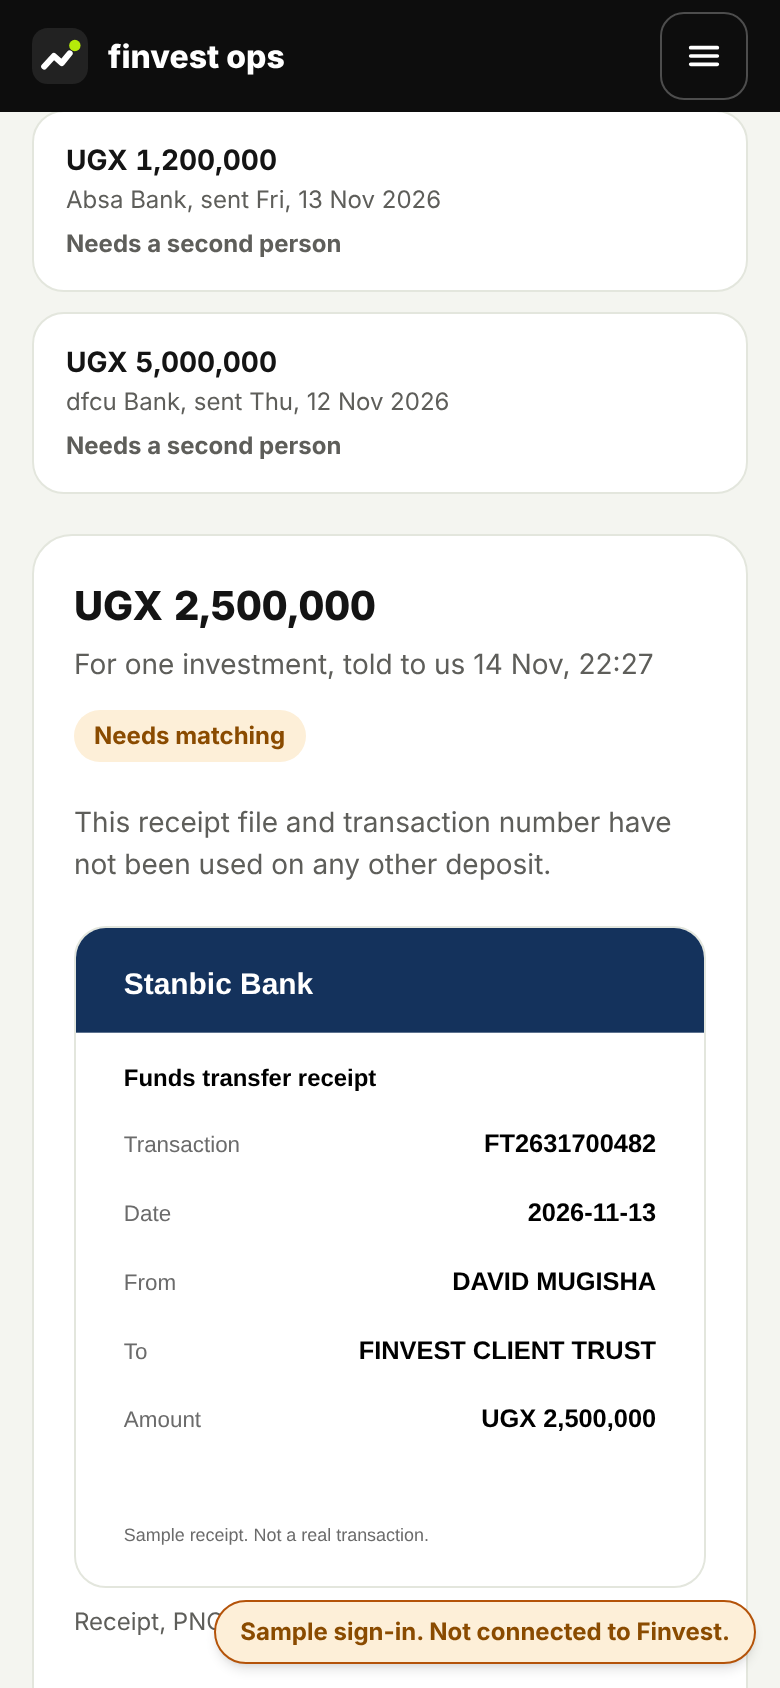 finvest ops
UGX 1,200,000
Absa Bank, sent Fri, 13 Nov 2026
Needs a second person
UGX 5,000,000
dfcu Bank, sent Thu, 12 Nov 2026
Needs a second person
UGX 2,500,000
For one investment, told to us 14 Nov, 22:27
Needs matching
This receipt file and transaction number have
not been used on any other deposit.
Stanbic Bank
Funds transfer receipt
Transaction FT2631700482
Date 2026-11-13
From DAVID MUGISHA
To FINVEST CLIENT TRUST
Amount UGX 2,500,000
Sample receipt. Not a real transaction.
Receipt,
Sample sign-in. Not connected to Finvest.